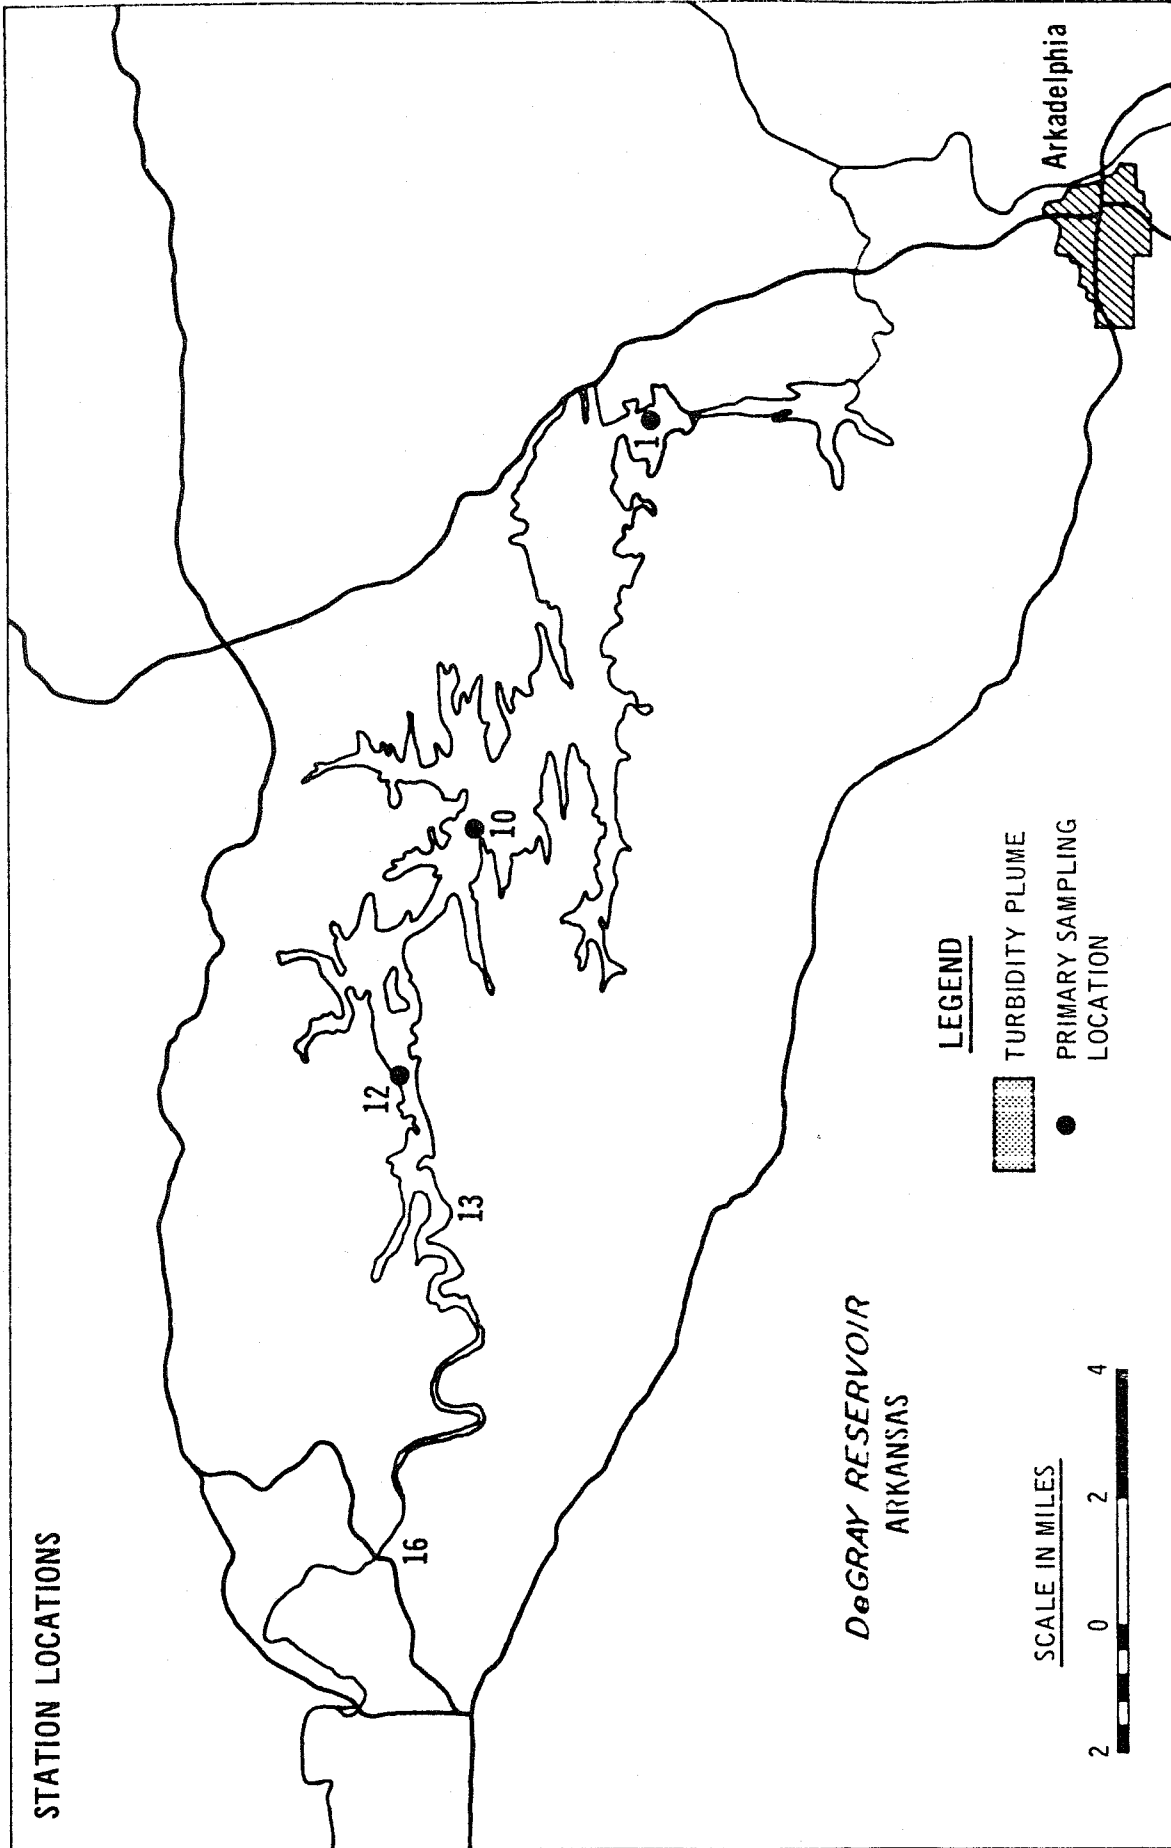 STATION LOCATIONS
Arkadelphia
1
10
12
13
16
DeGRAY RESERVOIR
ARKANSAS
LEGEND
TURBIDITY PLUME
PRIMARY SAMPLING
LOCATION
SCALE IN MILES
2 0 2 4